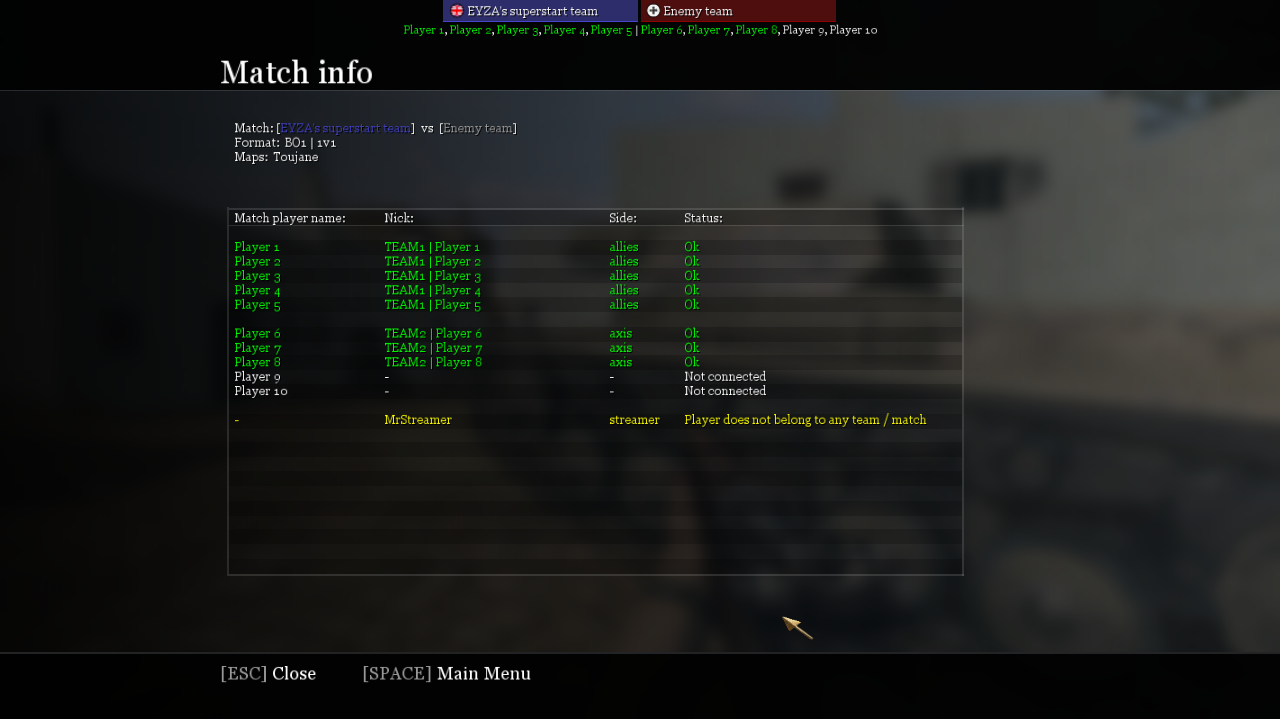 EYZA's superstart team Enemy team
Player 1, Player 2, Player 3, Player 4, Player 5 | Player 6, Player 7, Player 8, Player 9, Player 10
Match info
Match: [EYZA's superstart team] vs [Enemy team]
Format: BO1 | 1v1
Maps: Toujane
Match player name: Nick: Side: Status:
Player 1 TEAM1 | Player 1 allies Ok
Player 2 TEAM1 | Player 2 allies Ok
Player 3 TEAM1 | Player 3 allies Ok
Player 4 TEAM1 | Player 4 allies Ok
Player 5 TEAM1 | Player 5 allies Ok
Player 6 TEAM2 | Player 6 axis Ok
Player 7 TEAM2 | Player 7 axis Ok
Player 8 TEAM2 | Player 8 axis Ok
Player 9 - - Not connected
Player 10 - - Not connected
- MrStreamer streamer Player does not belong to any team / match
[ESC] Close [SPACE] Main Menu